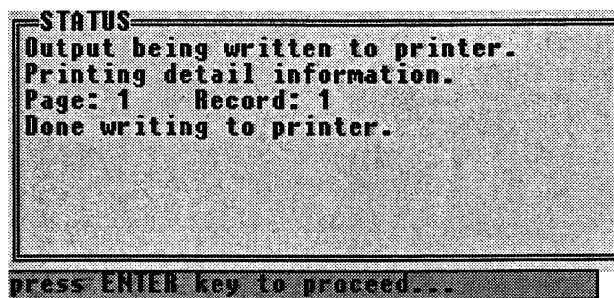 STATUS
Output being written to printer.
Printing detail information.
Page: 1    Record: 1
Done writing to printer.
press ENTER key to proceed...